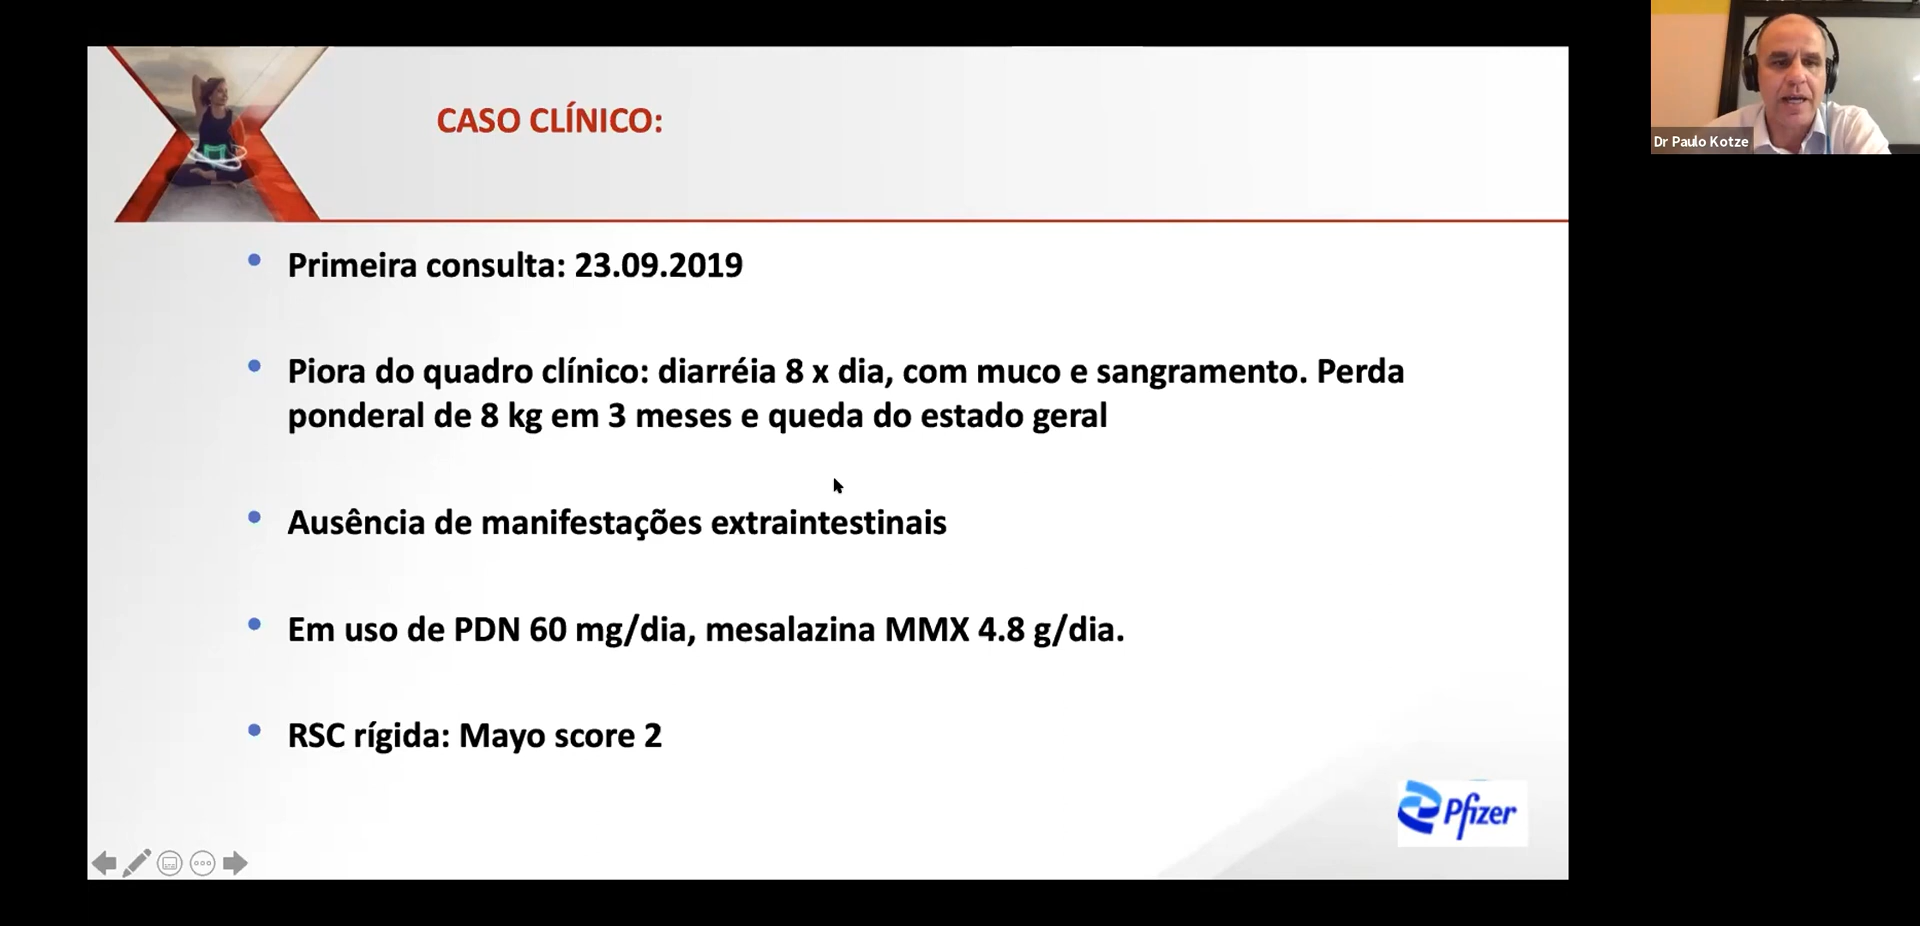 CASO CLÍNICO:
Dr Paulo Kotze
Primeira consulta: 23.09.2019
Piora do quadro clínico: diarréia 8 x dia, com muco e sangramento. Perda
ponderal de 8 kg em 3 meses e queda do estado geral
Ausência de manifestações extraintestinais
Em uso de PDN 60 mg/dia, mesalazina MMX 4.8 g/dia.
RSC rígida: Mayo score 2
Pfizer